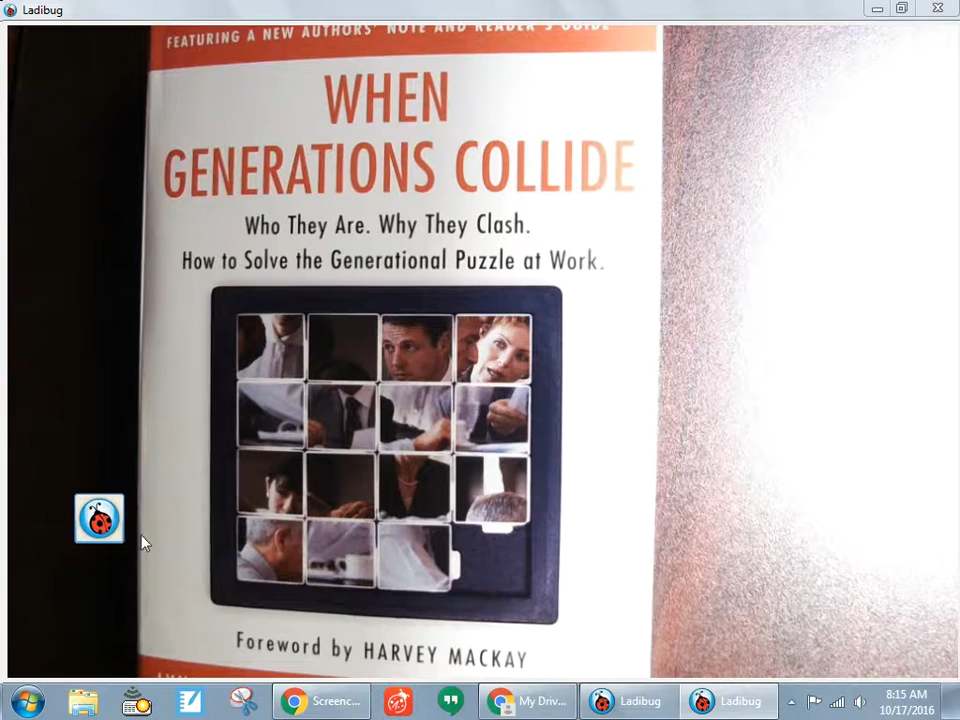 Ladibug
FEATURING A NEW AUTHORS' NOTE AND READER'S GUIDE
WHEN
GENERATIONS COLLIDE
Who They Are. Why They Clash.
How to Solve the Generational Puzzle at Work.
Foreword by HARVEY MACKAY
Screenc...
My Driv...
Ladibug
Ladibug
8:15 AM
10/17/2016